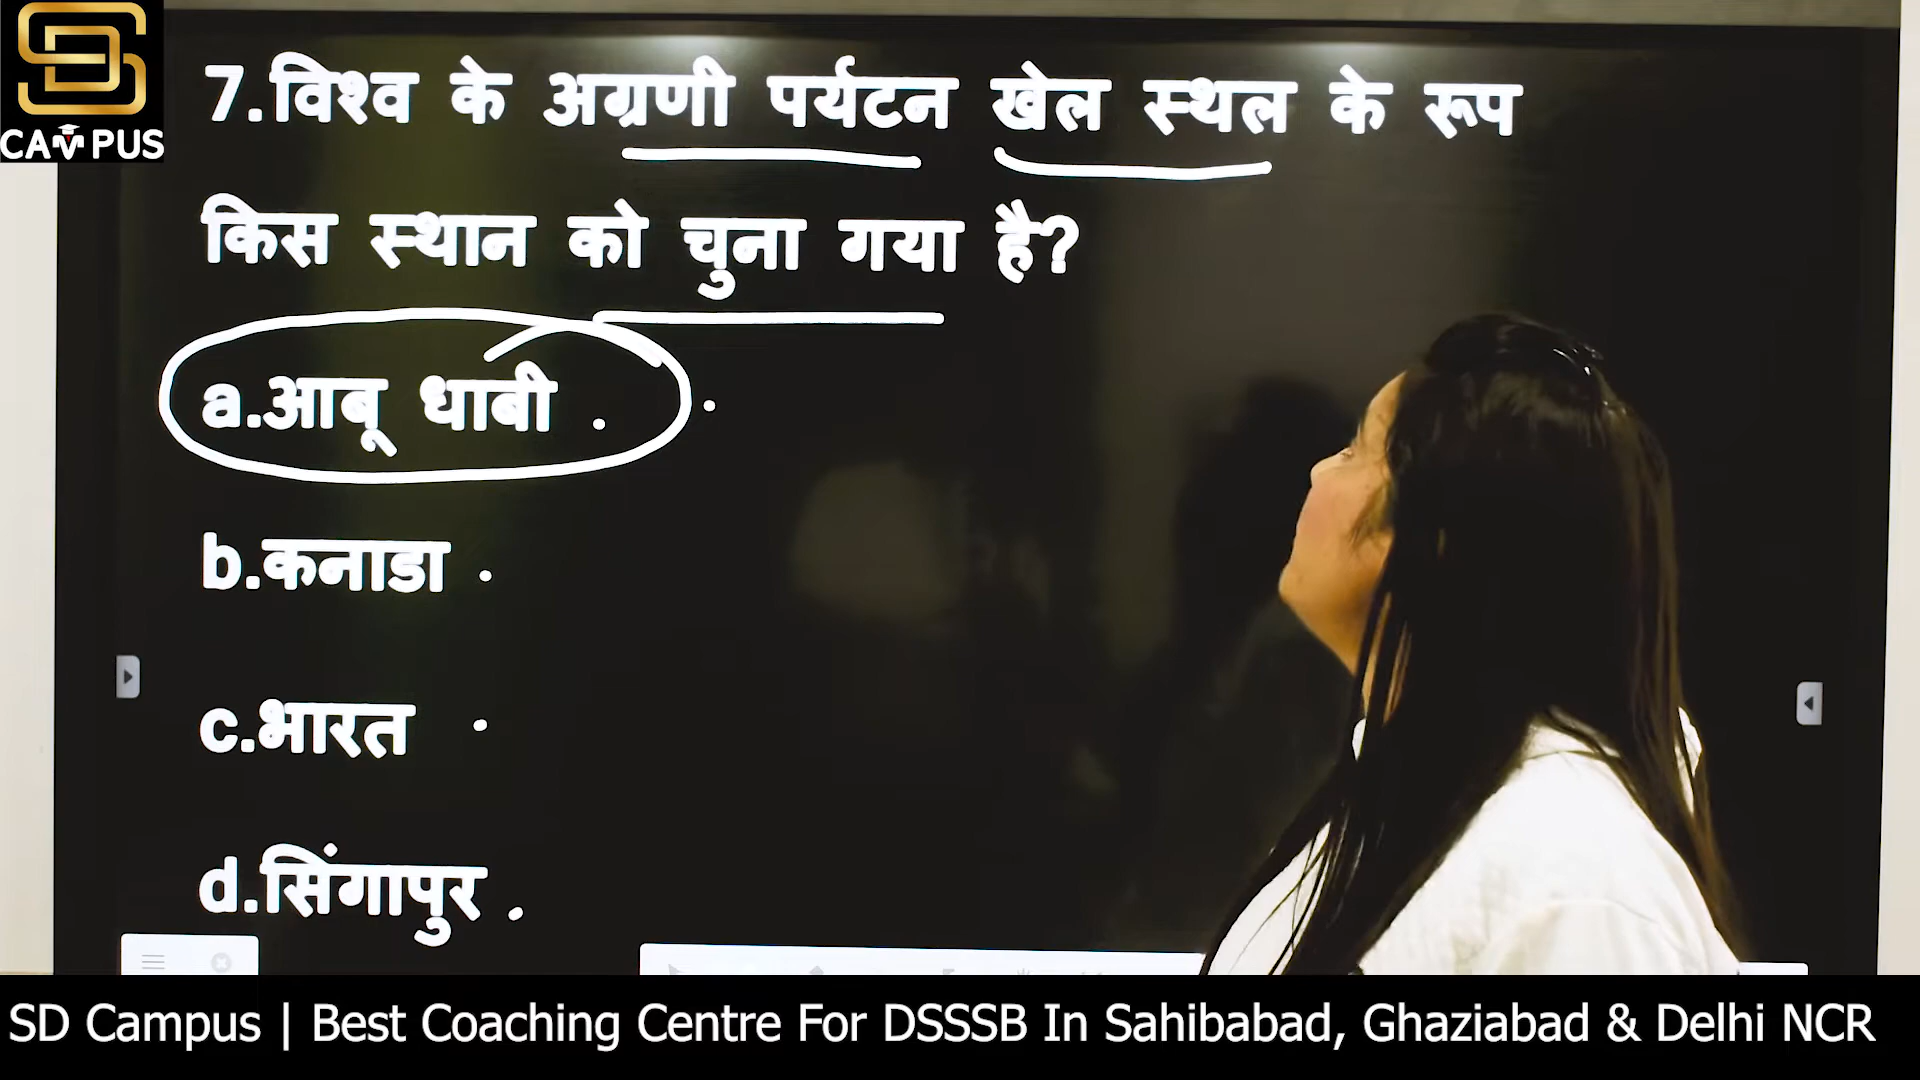 SD
CAMPUS
7.विश्व के अग्रणी पर्यटन खेल स्थल के रूप
किस स्थान को चुना गया है?
a.आबू धाबी
b.कनाडा
c.भारत
d.सिंगापुर
SD Campus | Best Coaching Centre For DSSSB In Sahibabad, Ghaziabad & Delhi NCR